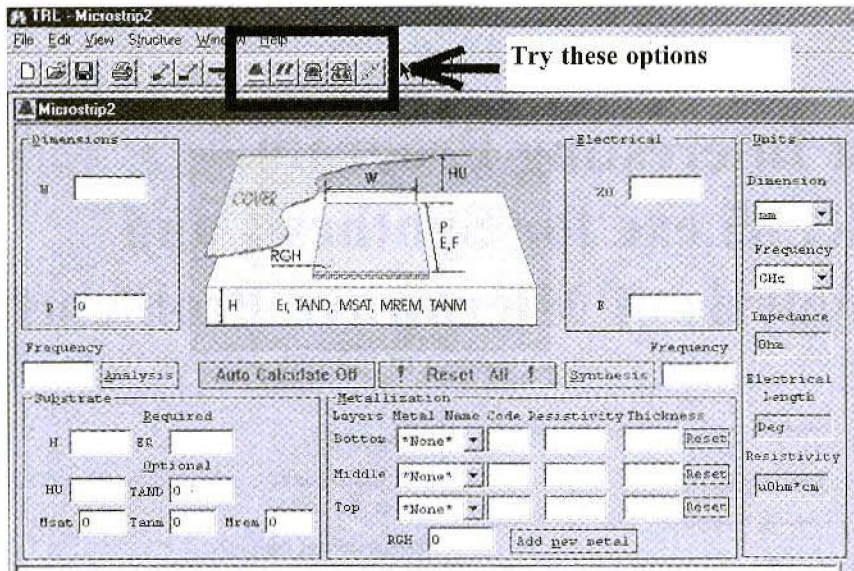 TRL - Microstrip2
File Edit View Structure Window Help
Try these options
Microstrip2
Dimensions
W
P 0
COVER
W
HU
P
E,F
RGH
H Er, TAND, MSAT, MREM, TANM
Electrical
Z0
E
Units
Dimension
mm
Frequency
GHz
Impedance
Ohm
Electrical
Length
Deg
Resistivity
uOhm*cm
Frequency
Analysis
Auto Calculate Off
! Reset All !
Synthesis
Frequency
Substrate
Required
H ER
Optional
HU TAND 0
Msat 0 Tanm 0 Mrem 0
Metallization
Layers Metal Name Code Resistivity Thickness
Bottom *None* Reset
Middle *None* Reset
Top *None* Reset
RGH 0 Add new metal